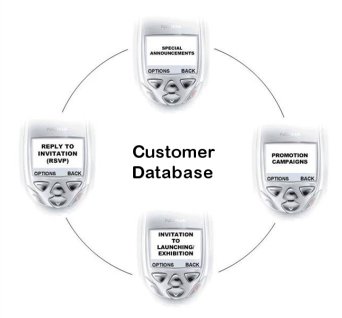 SPECIAL
ANNOUNCEMENTS
OPTIONS BACK
REPLY TO
INVITATION
(RSVP)
OPTIONS BACK
Customer
Database
PROMOTION
CAMPAIGNS
OPTIONS BACK
INVITATION
TO
LAUNCHING/
EXHIBITION
OPTIONS BACK